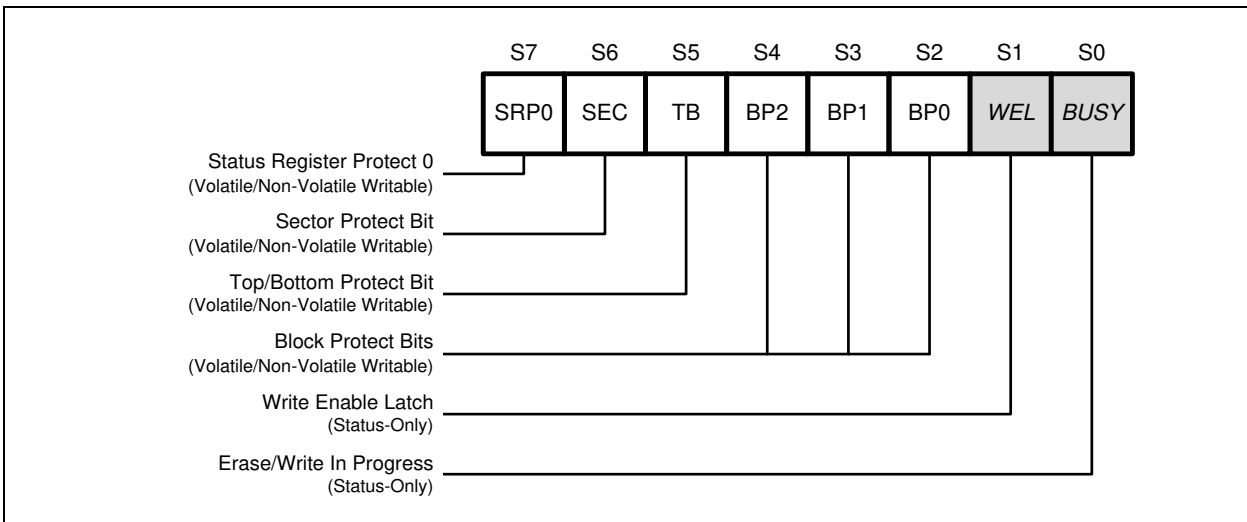 S7 S6 S5 S4 S3 S2 S1 S0
SRP0 SEC TB BP2 BP1 BP0 WEL BUSY
Status Register Protect 0
(Volatile/Non-Volatile Writable)
Sector Protect Bit
(Volatile/Non-Volatile Writable)
Top/Bottom Protect Bit
(Volatile/Non-Volatile Writable)
Block Protect Bits
(Volatile/Non-Volatile Writable)
Write Enable Latch
(Status-Only)
Erase/Write In Progress
(Status-Only)